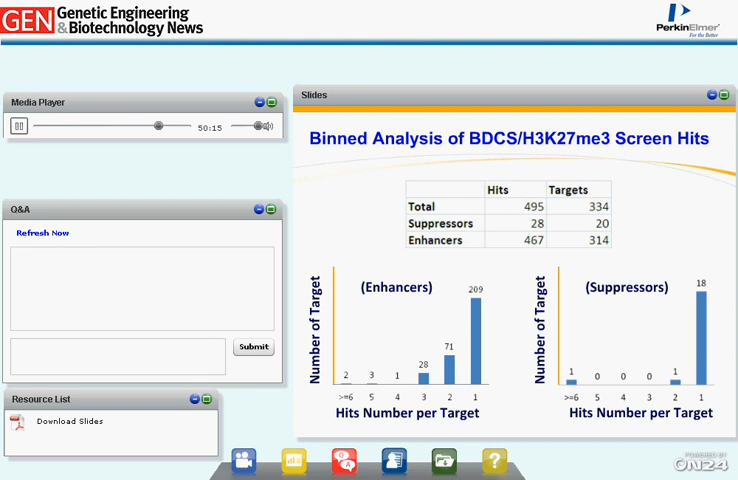 GEN Genetic Engineering
& Biotechnology News
PerkinElmer
For the Better
Media Player
50:15
Q&A
Refresh Now
Submit
Resource List
Download Slides
Slides
Binned Analysis of BDCS/H3K27me3 Screen Hits
Hits Targets
Total 495 334
Suppressors 28 20
Enhancers 467 314
Number of Target
(Enhancers)
2 3 1 28 71 209
>=6 5 4 3 2 1
Hits Number per Target
Number of Target
(Suppressors)
1 0 0 0 1 18
>=6 5 4 3 2 1
Hits Number per Target
Q
A
?
POWERED BY
ON24